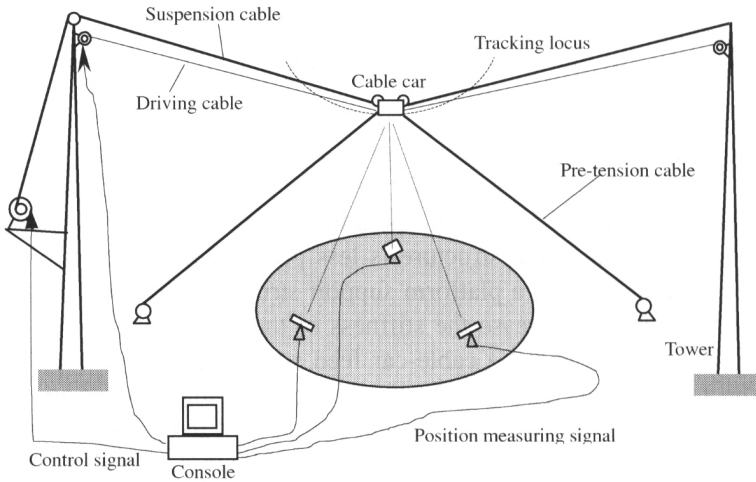 Suspension cable
Tracking locus
Cable car
Driving cable
Pre-tension cable
Tower
Position measuring signal
Control signal
Console